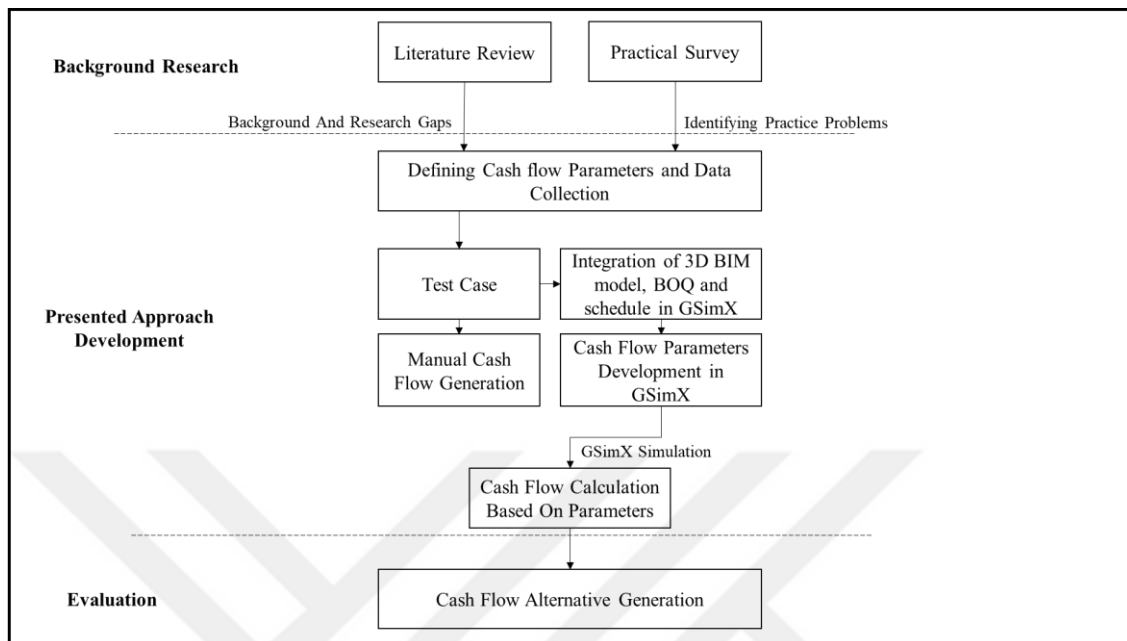 Literature Review
Practical Survey
Background Research
Background And Research Gaps
Identifying Practice Problems
Defining Cash flow Parameters and Data
Collection
Test Case
Integration of 3D BIM
model, BOQ and
schedule in GSimX
Presented Approach
Development
Manual Cash
Flow Generation
Cash Flow Parameters
Development in
GSimX
GSimX Simulation
Cash Flow Calculation
Based On Parameters
Evaluation
Cash Flow Alternative Generation